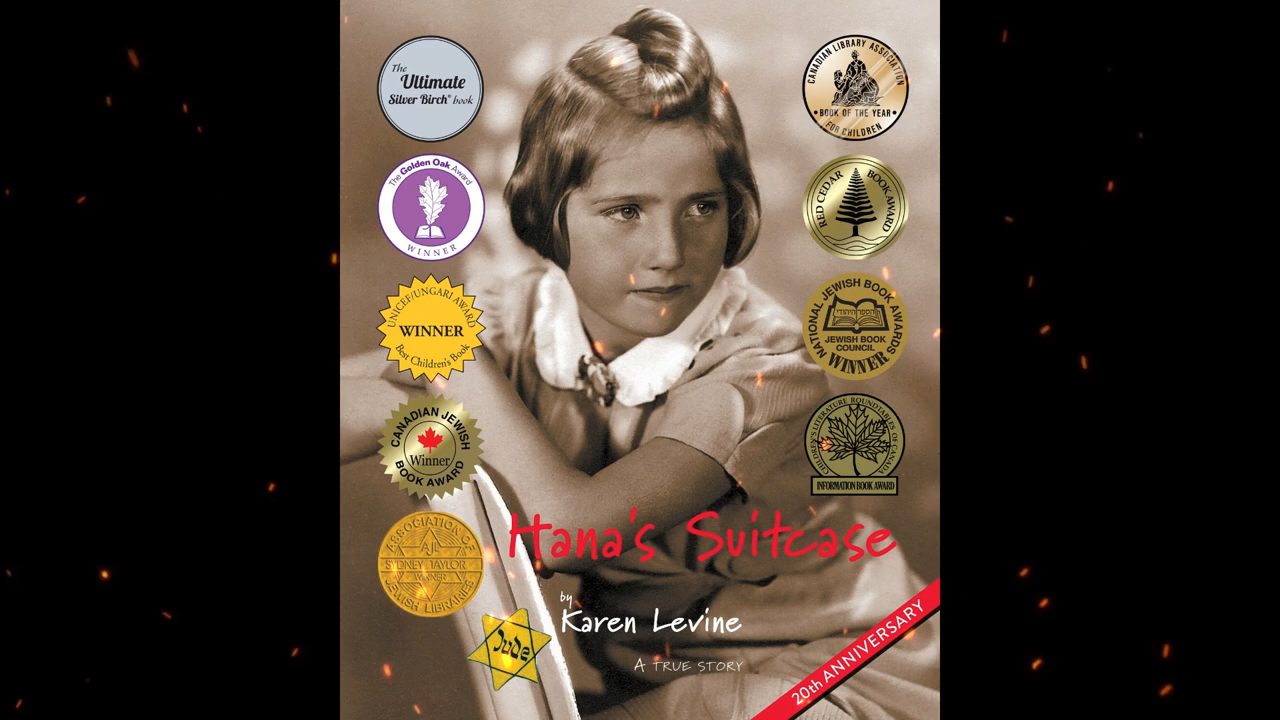 The
Ultimate
Silver Birch® book
The Golden Oak Award
WINNER
UNICEF/UNGARI AWARD
WINNER
Best Children's Book
CANADIAN JEWISH
Winner
BOOK AWARD
ASSOCIATION OF
AJL
SYDNEY TAYLOR
WINNER
JEWISH LIBRARIES
CANADIAN LIBRARY ASSOCIATION
• BOOK OF THE YEAR •
FOR CHILDREN
RED CEDAR BOOK AWARD
NATIONAL JEWISH BOOK AWARDS
JEWISH BOOK
COUNCIL
WINNER
CHILDREN'S LITERATURE ROUNDTABLES OF CANADA
INFORMATION BOOK AWARD
Hana's Suitcase
by
Karen Levine
Jude
A TRUE STORY
20th ANNIVERSARY